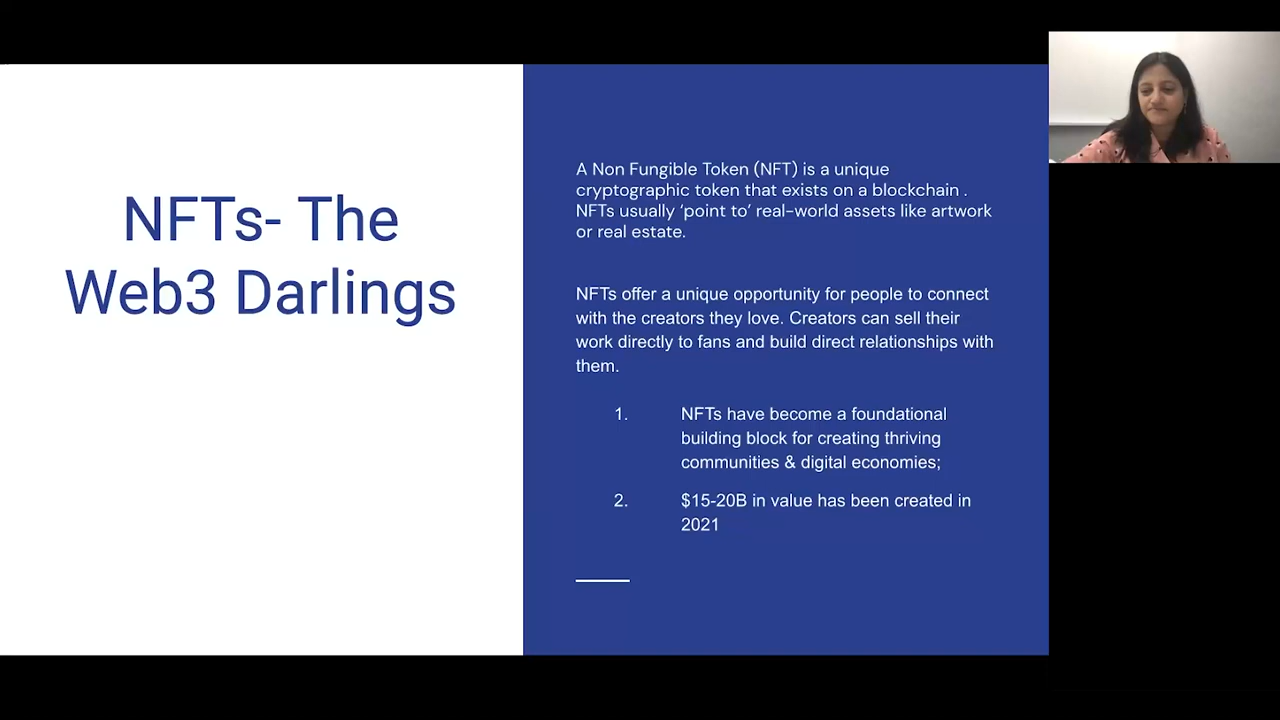 NFTs- The
Web3 Darlings
A Non Fungible Token (NFT) is a unique
cryptographic token that exists on a blockchain .
NFTs usually ‘point to’ real-world assets like artwork
or real estate.
NFTs offer a unique opportunity for people to connect
with the creators they love. Creators can sell their
work directly to fans and build direct relationships with
them.
1. NFTs have become a foundational
building block for creating thriving
communities & digital economies;
2. $15-20B in value has been created in
2021